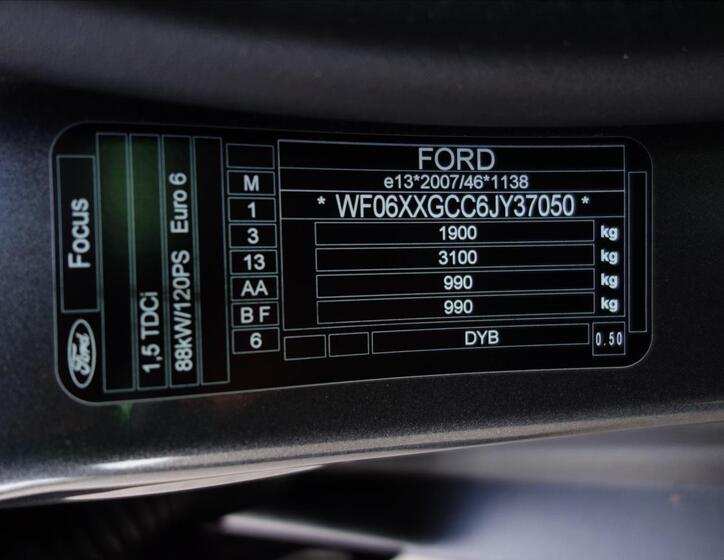 Ford
Focus
1,5 TDCi
88kW/120PS Euro 6
M
1
3
13
AA
B F
6
FORD
e13*2007/46*1138
* WF06XXGCC6JY37050 *
1900 kg
3100 kg
990 kg
990 kg
DYB
0.50